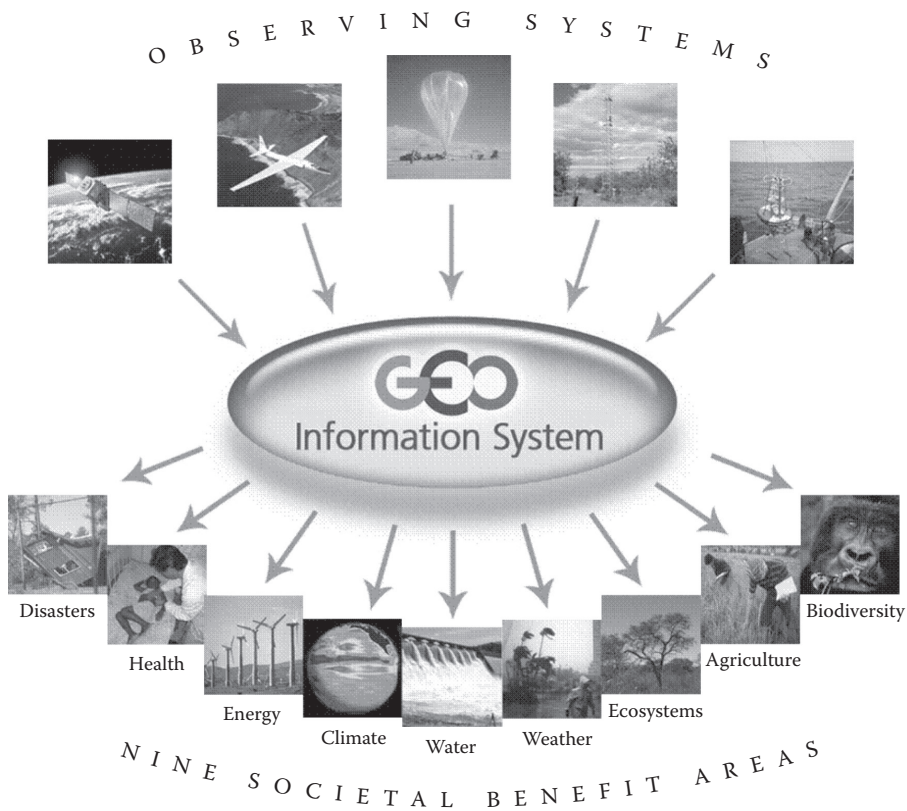 OBSERVING SYSTEMS
GEO
Information System
Disasters
Health
Energy
Climate
Water
Weather
Ecosystems
Agriculture
Biodiversity
NINE SOCIETAL BENEFIT AREAS